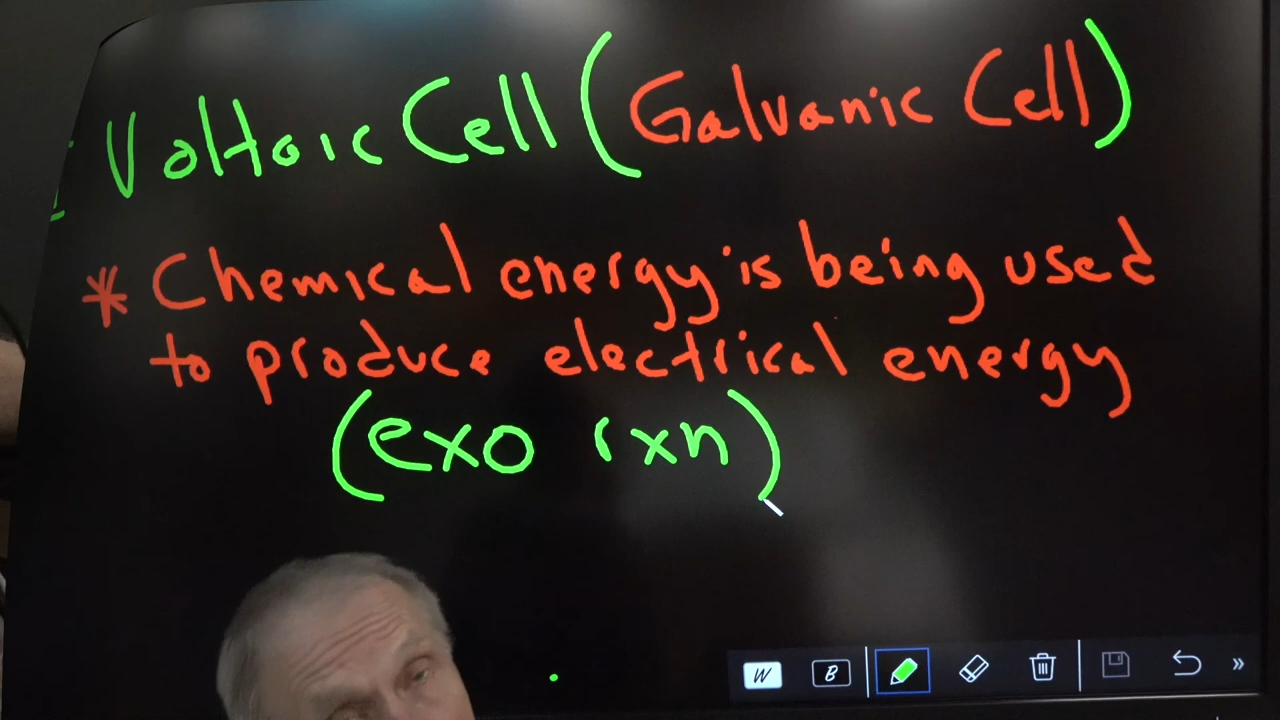 Voltaic Cell (Galvanic Cell)
* Chemical energy is being used
to produce electrical energy
(exo rxn)
W B »